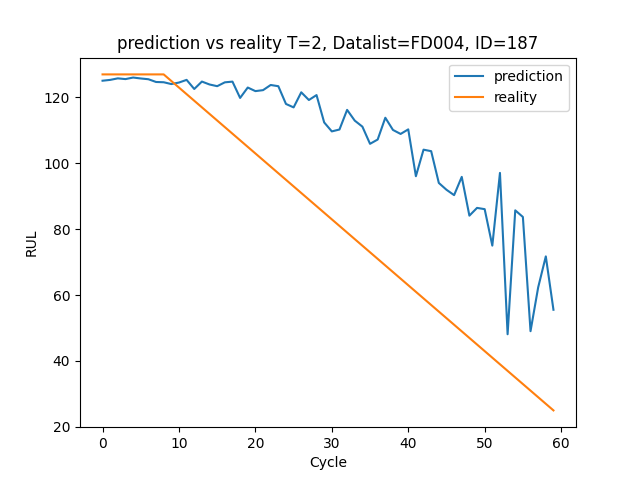 prediction vs reality T=2, Datalist=FD004, ID=187
prediction
reality
120
100
80
60
40
20
RUL
0 10 20 30 40 50 60
Cycle